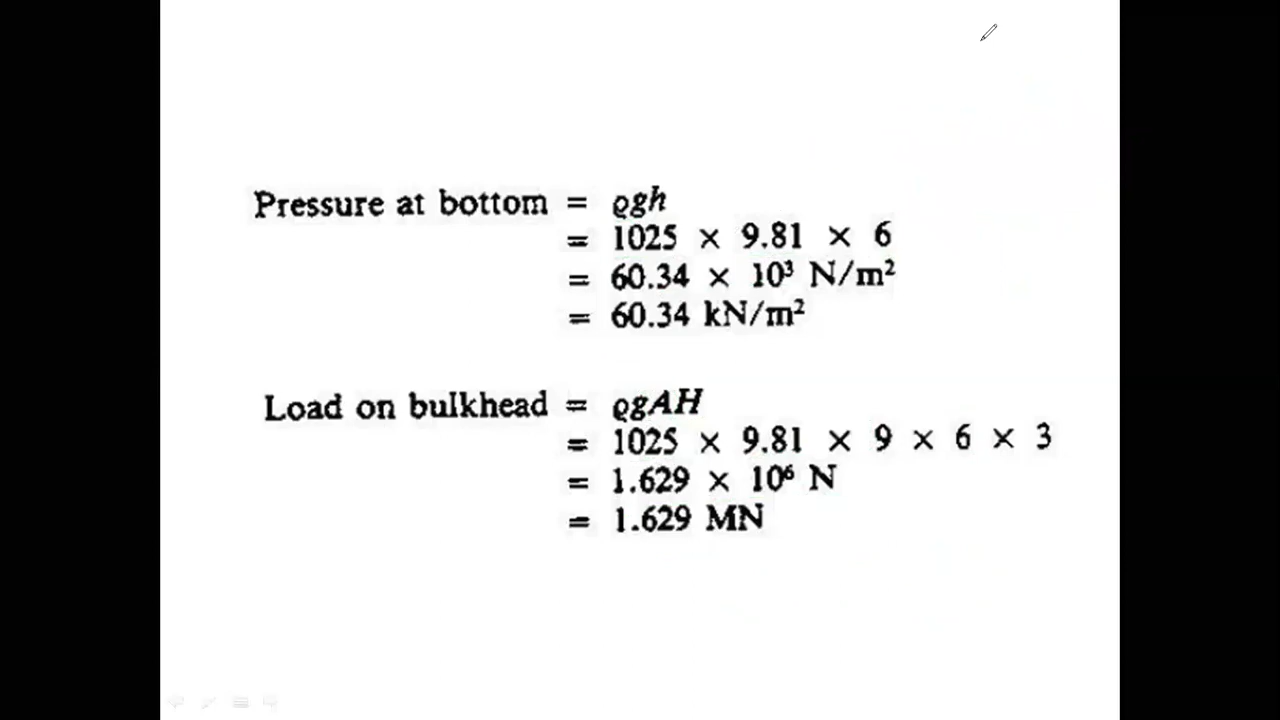 Pressure at bottom = ϱgh
= 1025 × 9.81 × 6
= 60.34 × 10³ N/m²
= 60.34 kN/m²
Load on bulkhead = ϱgAH
= 1025 × 9.81 × 9 × 6 × 3
= 1.629 × 10⁶ N
= 1.629 MN